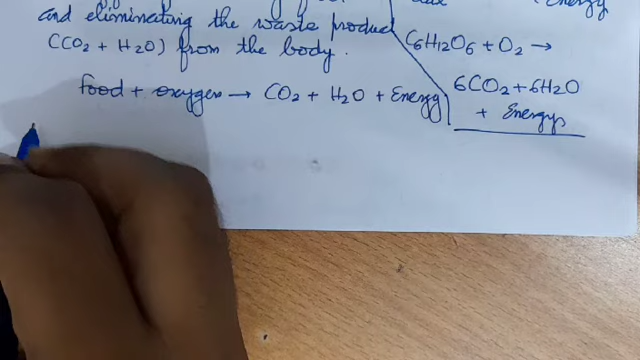 Energy
and eliminating the waste product
(CO2 + H2O) from the body.
food + oxygen → CO2 + H2O + Energy
C6H12O6 + O2 →
6CO2 + 6H2O
+ Energy